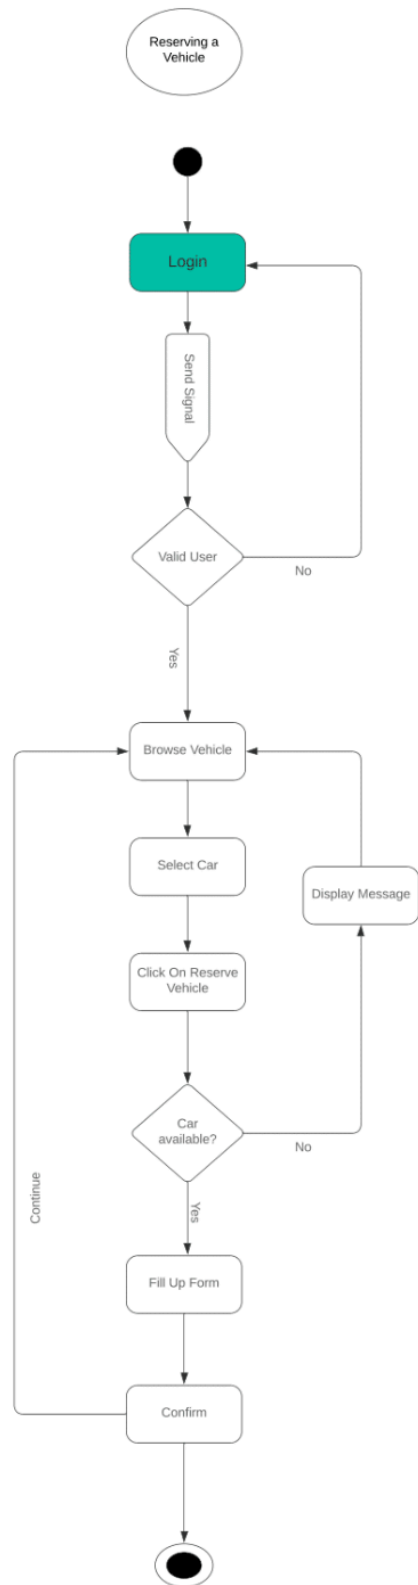 Reserving a
Vehicle
Login
Send Signal
Valid User
No
Yes
Browse Vehicle
Select Car
Display Message
Click On Reserve
Vehicle
Car
available?
No
Continue
Yes
Fill Up Form
Confirm